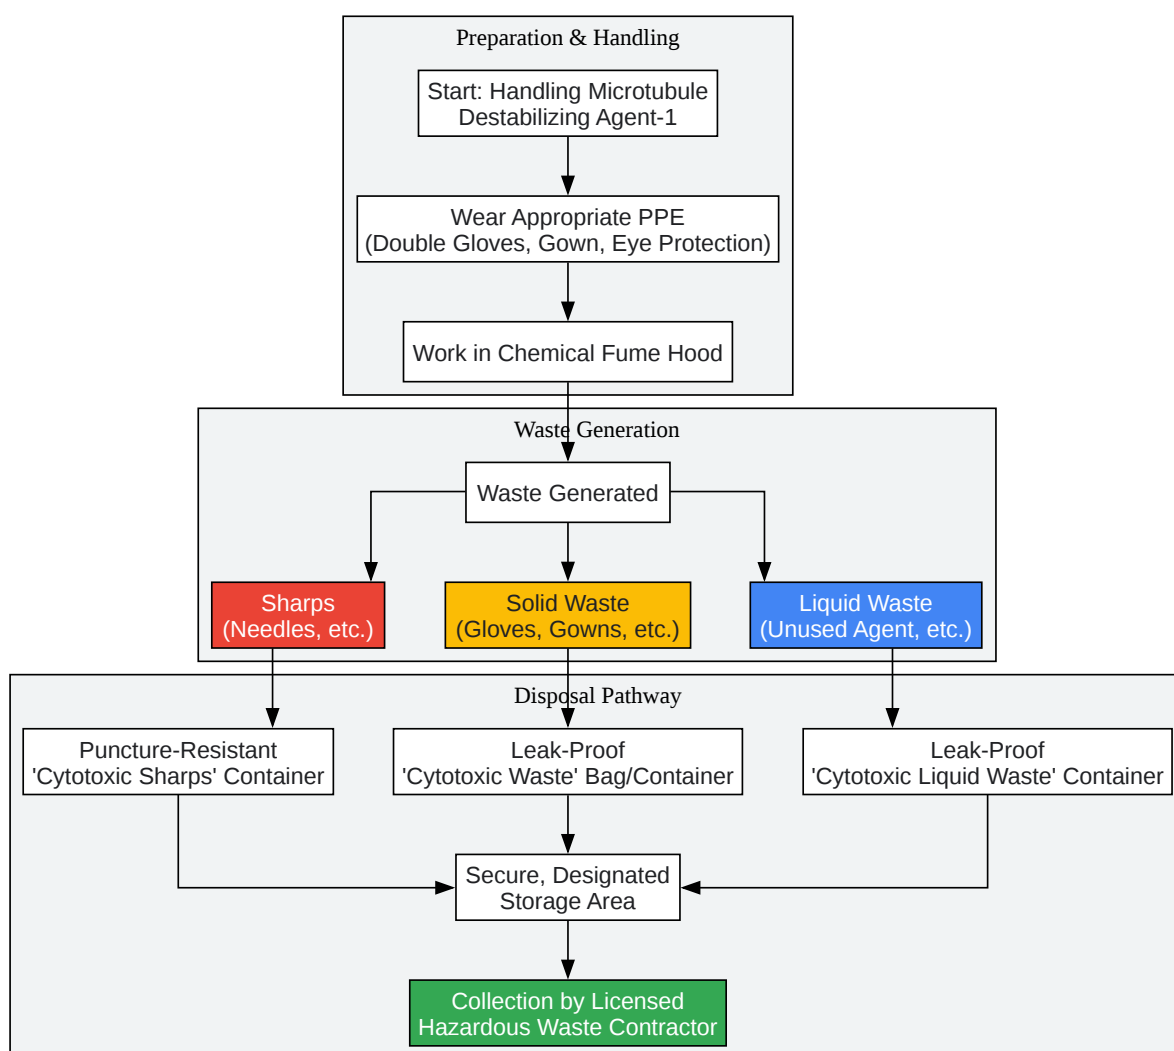 Preparation & Handling
Start: Handling Microtubule
Destabilizing Agent-1
Wear Appropriate PPE
(Double Gloves, Gown, Eye Protection)
Work in Chemical Fume Hood
Waste Generation
Waste Generated
Sharps
(Needles, etc.)
Solid Waste
(Gloves, Gowns, etc.)
Liquid Waste
(Unused Agent, etc.)
Disposal Pathway
Puncture-Resistant
'Cytotoxic Sharps' Container
Leak-Proof
'Cytotoxic Waste' Bag/Container
Leak-Proof
'Cytotoxic Liquid Waste' Container
Secure, Designated
Storage Area
Collection by Licensed
Hazardous Waste Contractor